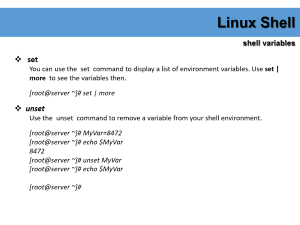 Linux Shell
shell variables
❖ set
You can use the set command to display a list of environment variables. Use set |
more to see the variables then.
[root@server ~]# set | more
❖ unset
Use the unset command to remove a variable from your shell environment.
[root@server ~]# MyVar=8472
[root@server ~]# echo $MyVar
8472
[root@server ~]# unset MyVar
[root@server ~]# echo $MyVar
[root@server ~]#